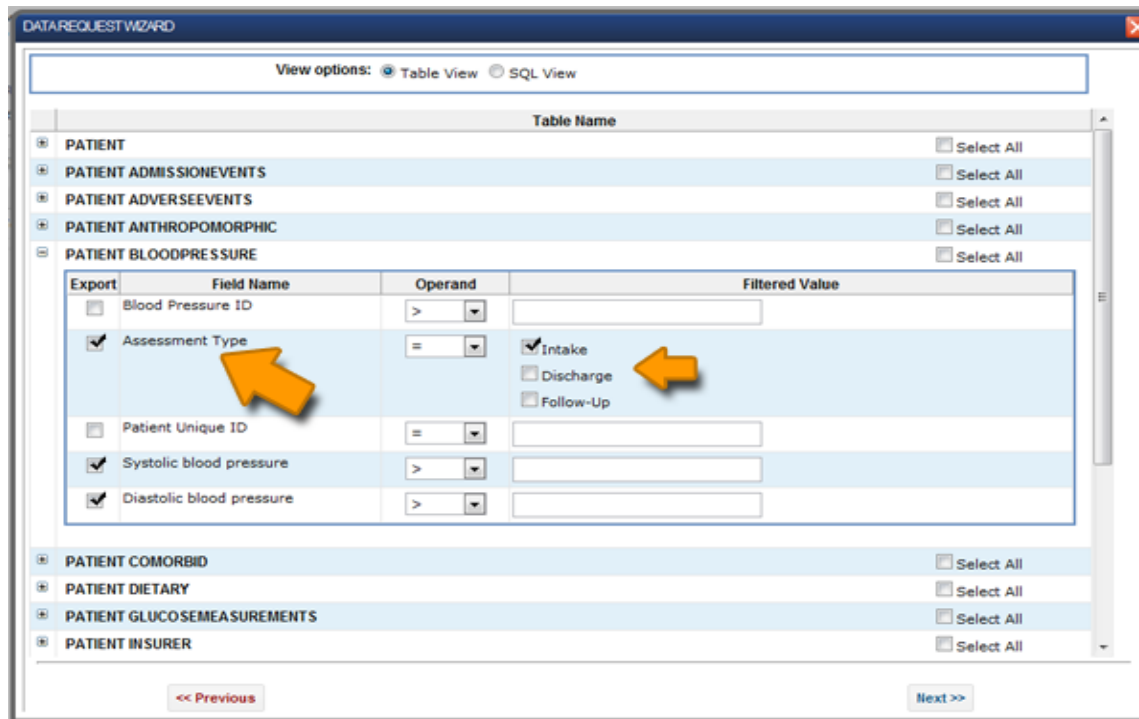 DATA REQUEST WIZARD
View options: Table View SQL View
Table Name
PATIENT Select All
PATIENT ADMISSIONEVENTS Select All
PATIENT ADVERSEEVENTS Select All
PATIENT ANTHROPOMORPHIC Select All
PATIENT BLOODPRESSURE Select All
Export Field Name Operand Filtered Value
Blood Pressure ID >
Assessment Type = Intake
Discharge
Follow-Up
Patient Unique ID =
Systolic blood pressure >
Diastolic blood pressure >
PATIENT COMORBID Select All
PATIENT DIETARY Select All
PATIENT GLUCOSEMEASUREMENTS Select All
PATIENT INSURER Select All
<< Previous Next >>